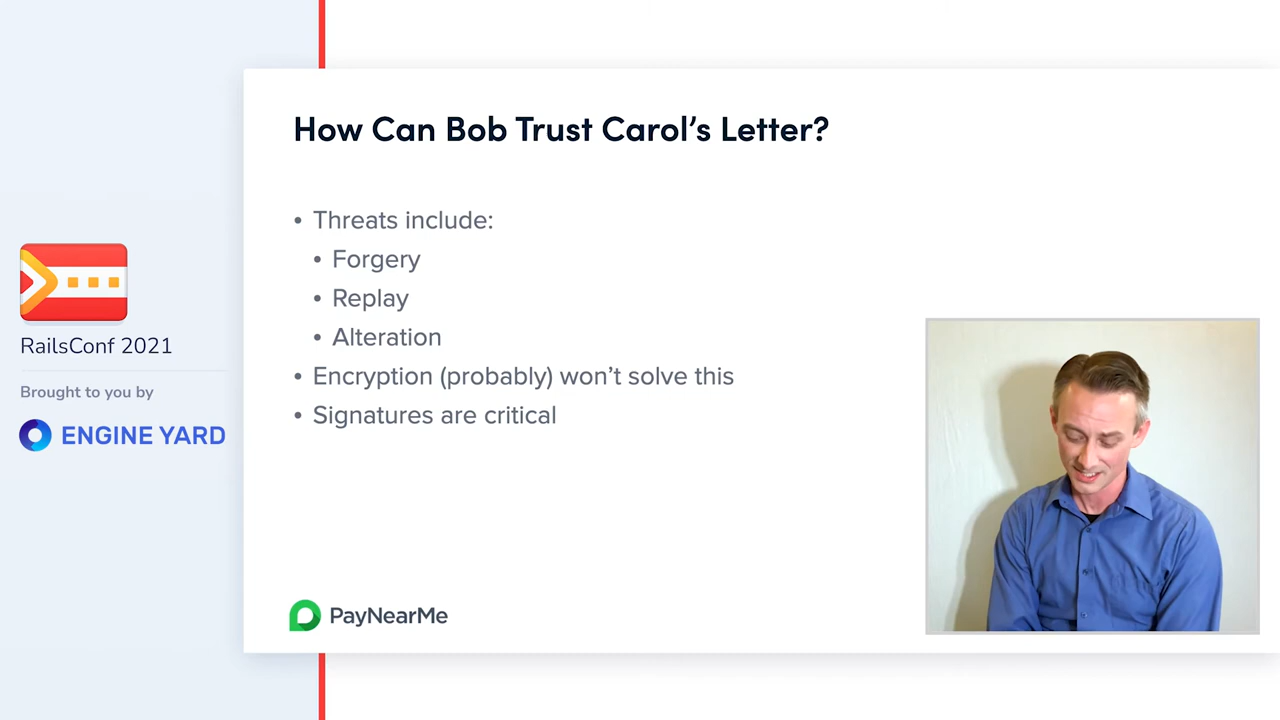 How Can Bob Trust Carol’s Letter?
• Threats include:
• Forgery
• Replay
• Alteration
• Encryption (probably) won’t solve this
• Signatures are critical
RailsConf 2021
Brought to you by
ENGINE YARD
PayNearMe